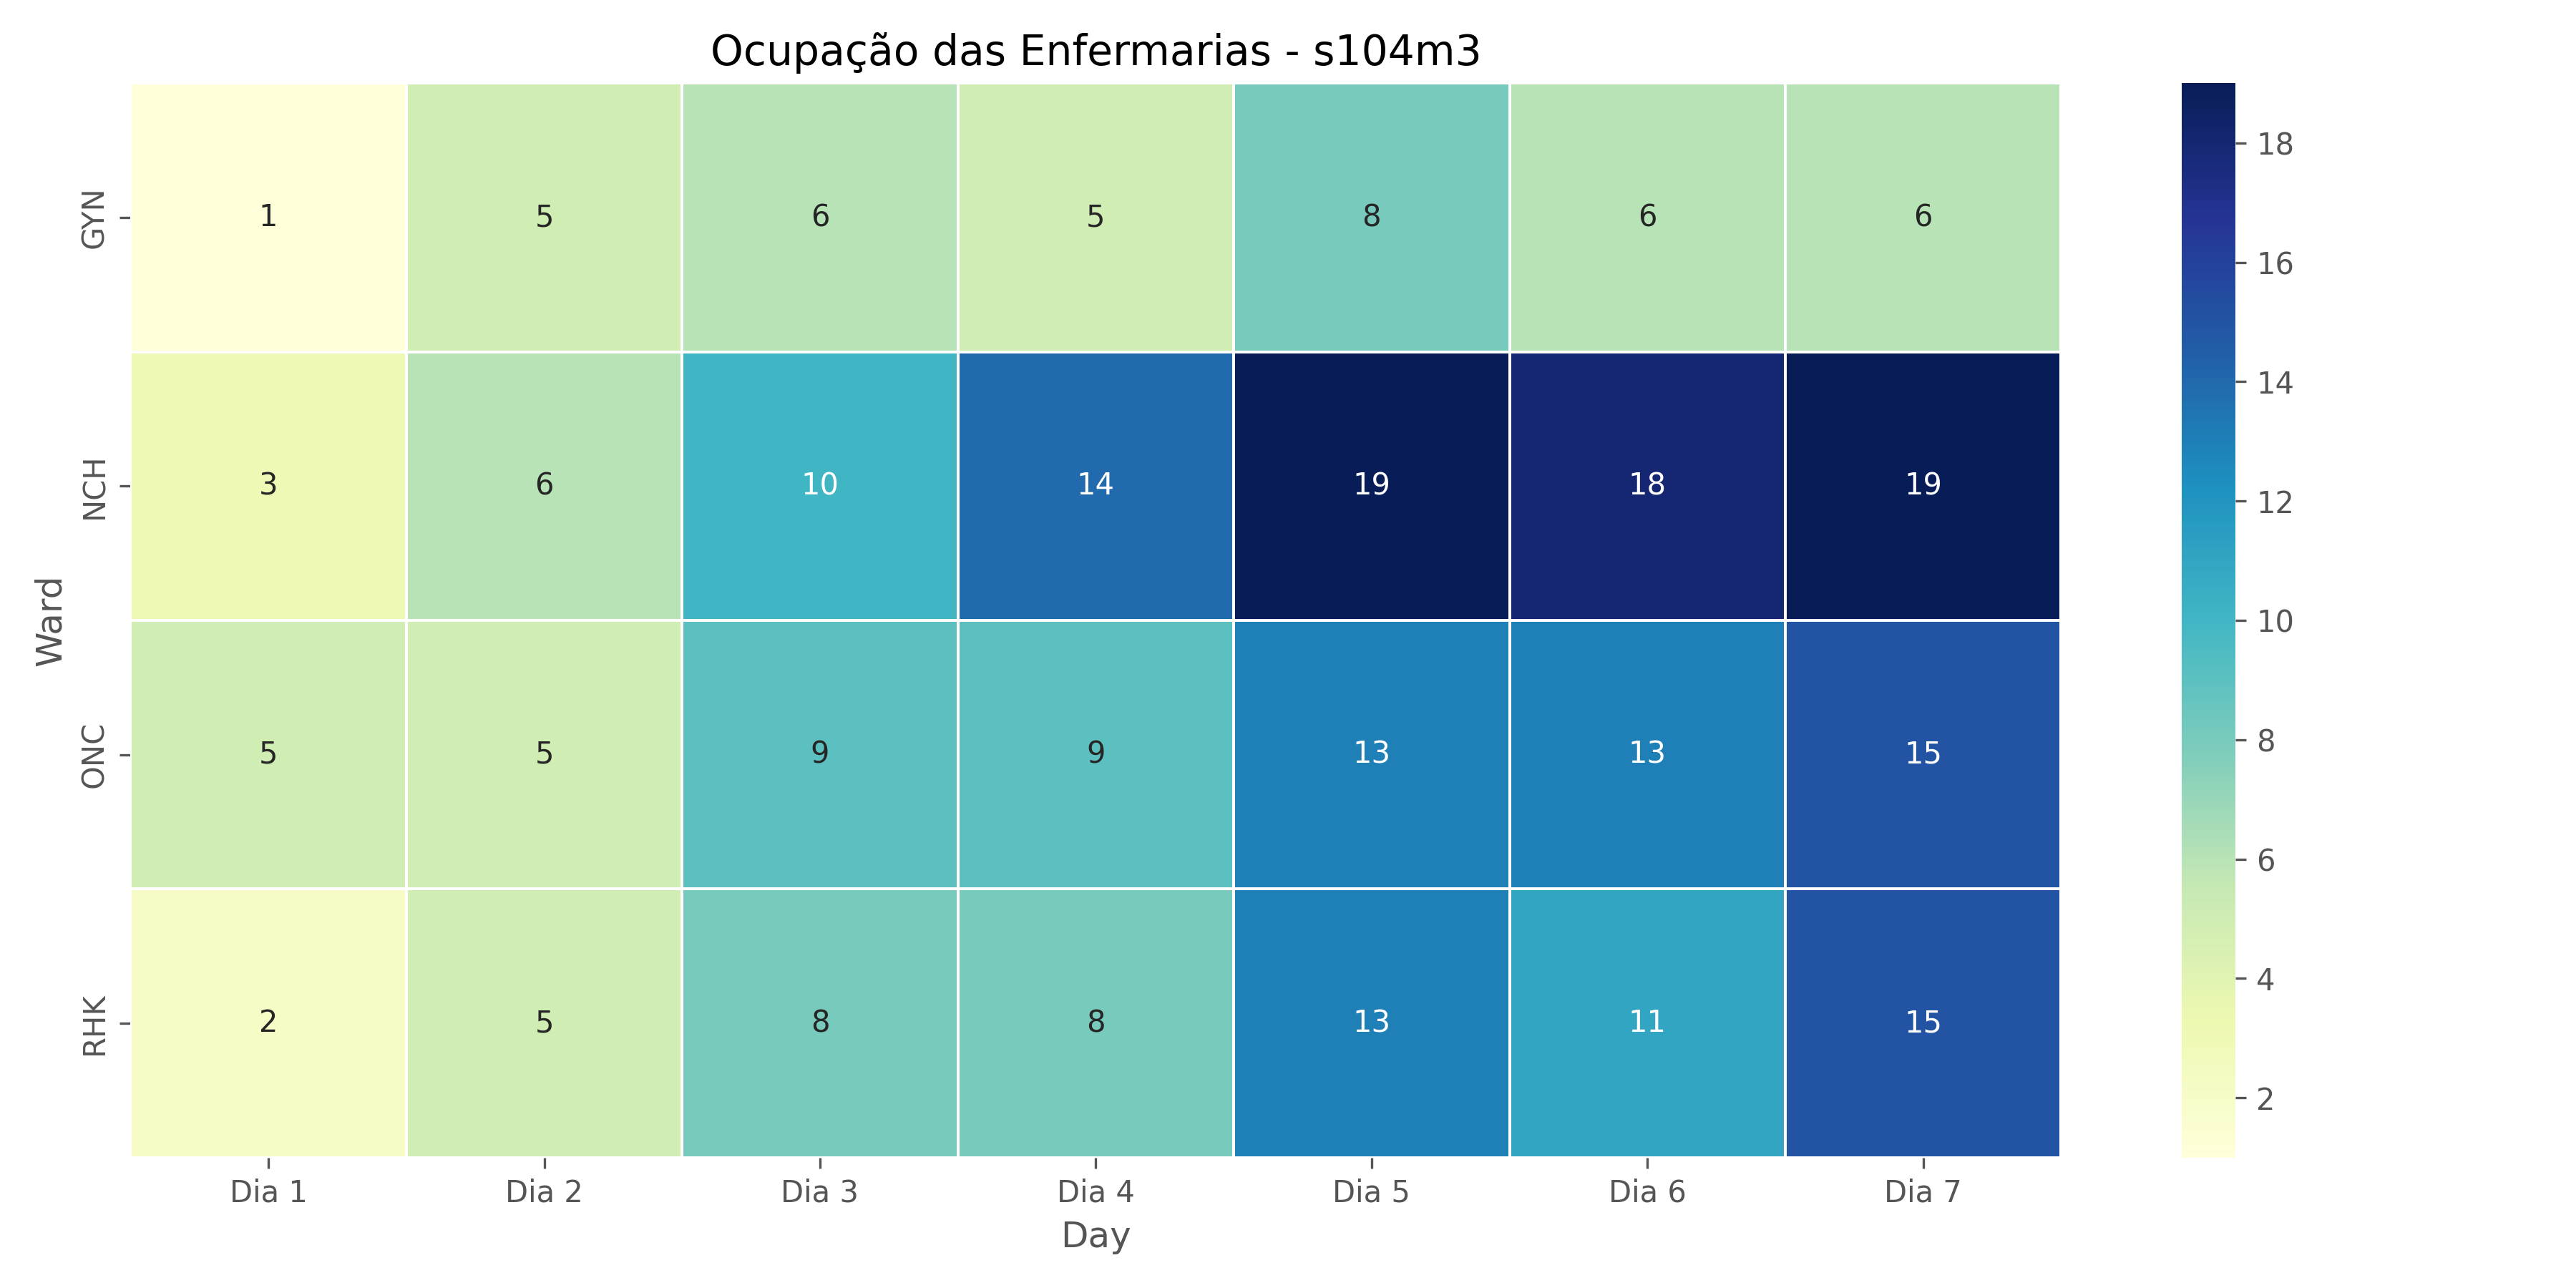 Ocupação das Enfermarias - s104m3
Ward
GYN 1 5 6 5 8 6 6
NCH 3 6 10 14 19 18 19
ONC 5 5 9 9 13 13 15
RHK 2 5 8 8 13 11 15
Dia 1 Dia 2 Dia 3 Dia 4 Dia 5 Dia 6 Dia 7
Day
18
16
14
12
10
8
6
4
2